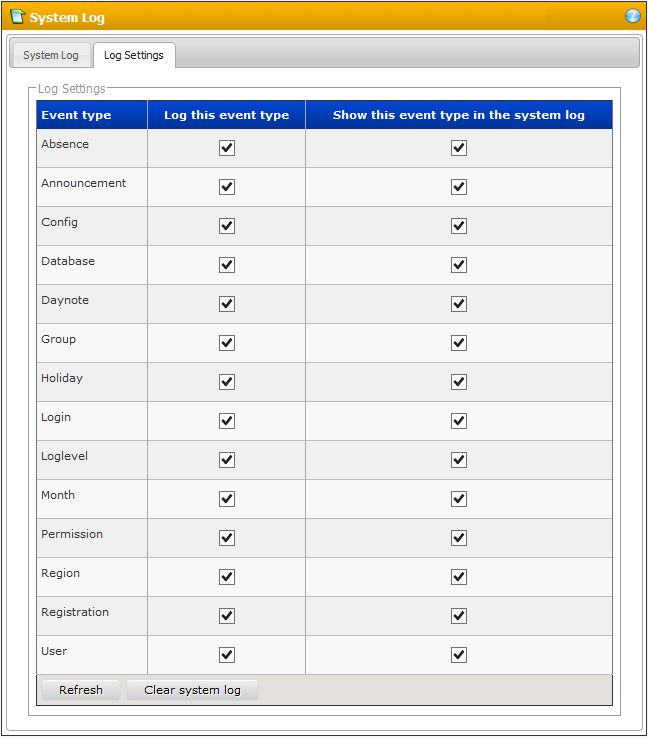 System Log
System Log Log Settings
Log Settings
Event type Log this event type Show this event type in the system log
Absence
Announcement
Config
Database
Daynote
Group
Holiday
Login
Loglevel
Month
Permission
Region
Registration
User
Refresh Clear system log